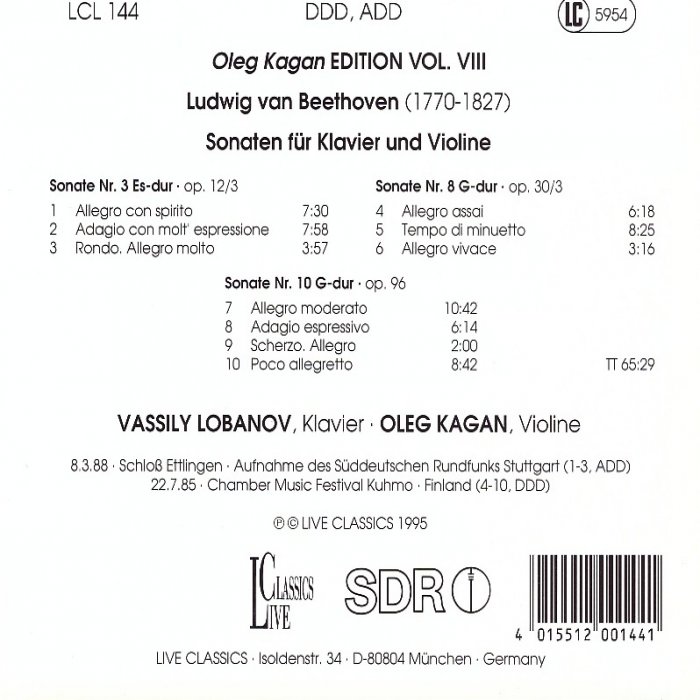 LCL 144 DDD, ADD LC 5954
Oleg Kagan EDITION VOL. VIII
Ludwig van Beethoven (1770-1827)
Sonaten für Klavier und Violine
Sonate Nr. 3 Es-dur · op. 12/3
1 Allegro con spirito 7:30
2 Adagio con molt' espressione 7:58
3 Rondo. Allegro molto 3:57
Sonate Nr. 8 G-dur · op. 30/3
4 Allegro assai 6:18
5 Tempo di minuetto 8:25
6 Allegro vivace 3:16
Sonate Nr. 10 G-dur · op. 96
7 Allegro moderato 10:42
8 Adagio espressivo 6:14
9 Scherzo. Allegro 2:00
10 Poco allegretto 8:42 TT 65:29
VASSILY LOBANOV, Klavier · OLEG KAGAN, Violine
8.3.88 · Schloß Ettlingen · Aufnahme des Süddeutschen Rundfunks Stuttgart (1-3, ADD)
22.7.85 · Chamber Music Festival Kuhmo · Finland (4-10, DDD)
℗ © LIVE CLASSICS 1995
CLASSICS
LIVE
SDR
4 015512 001441
LIVE CLASSICS · Isoldenstr. 34 · D-80804 München · Germany